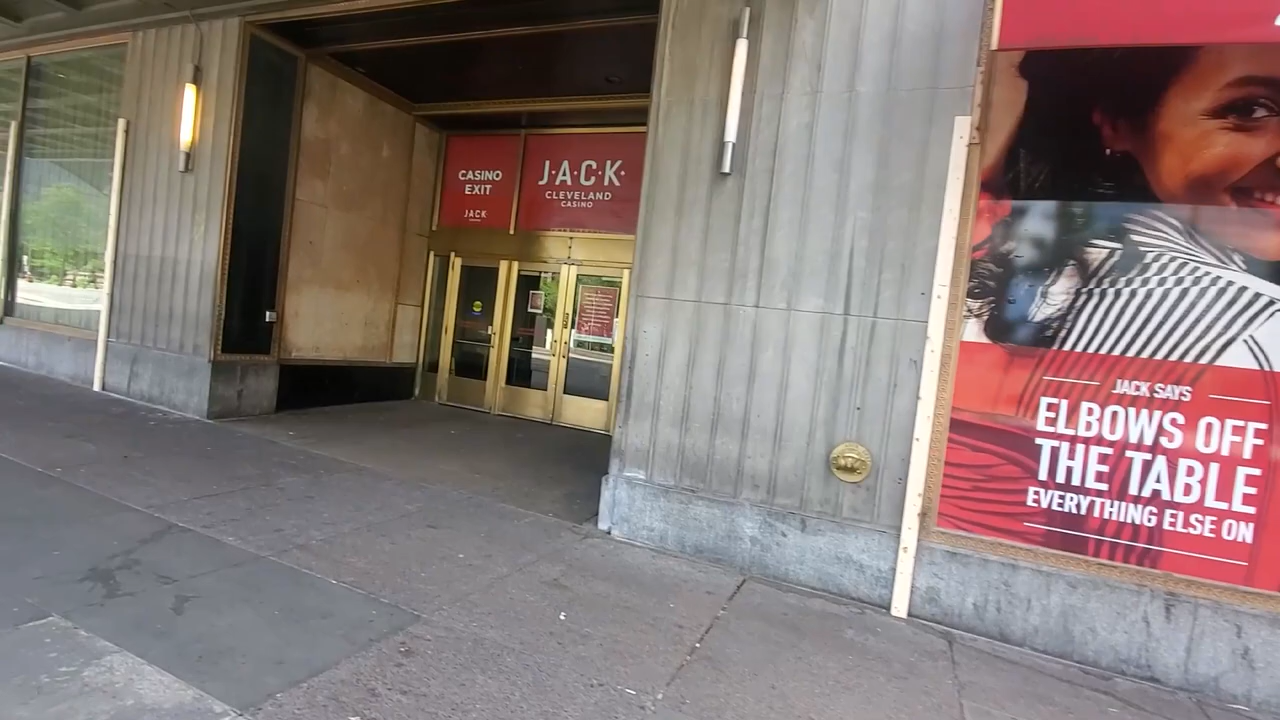 CASINO
EXIT
JACK
J·A·C·K·
CLEVELAND
CASINO
JACK SAYS
ELBOWS OFF
THE TABLE
EVERYTHING ELSE ON